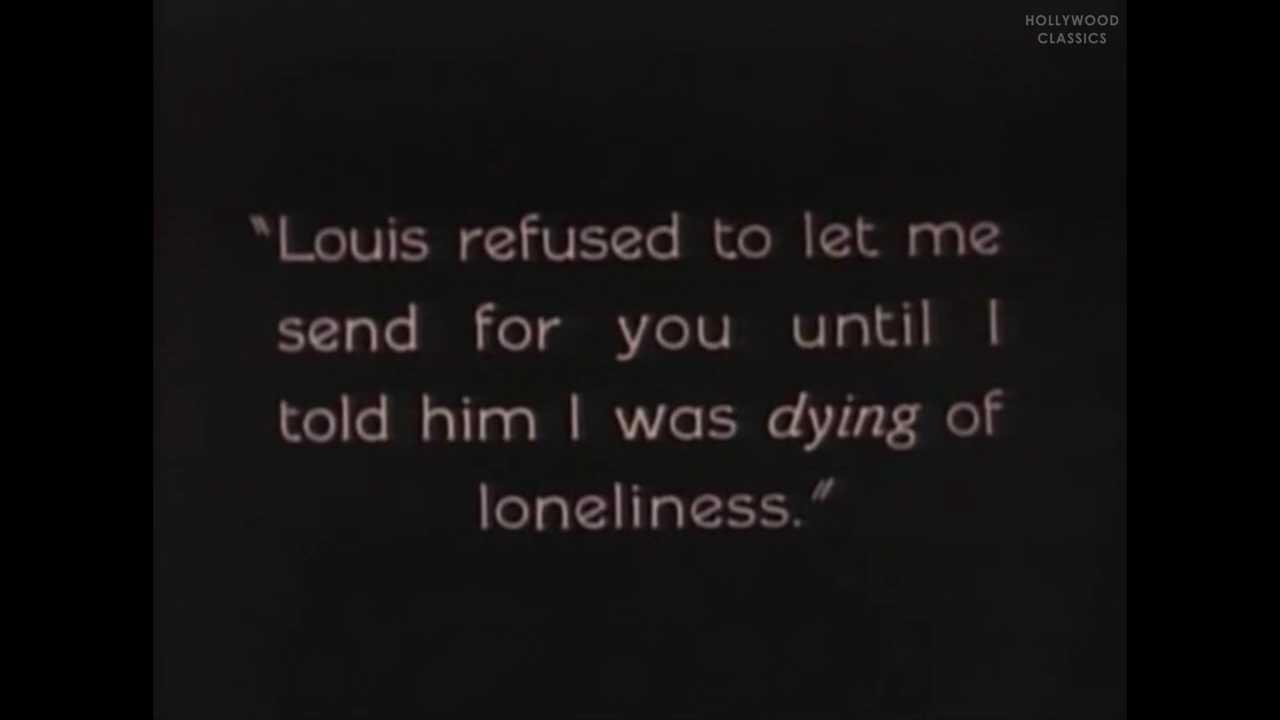 HOLLYWOOD
CLASSICS
"Louis refused to let me
send for you until I
told him I was dying of
loneliness."